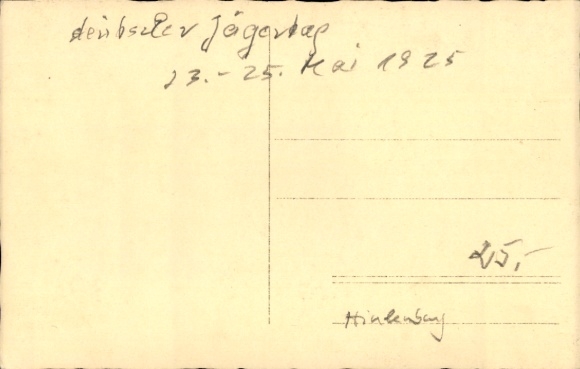 deutscher Jägertag
23. - 25. Mai 1925
25,-
Hindenburg